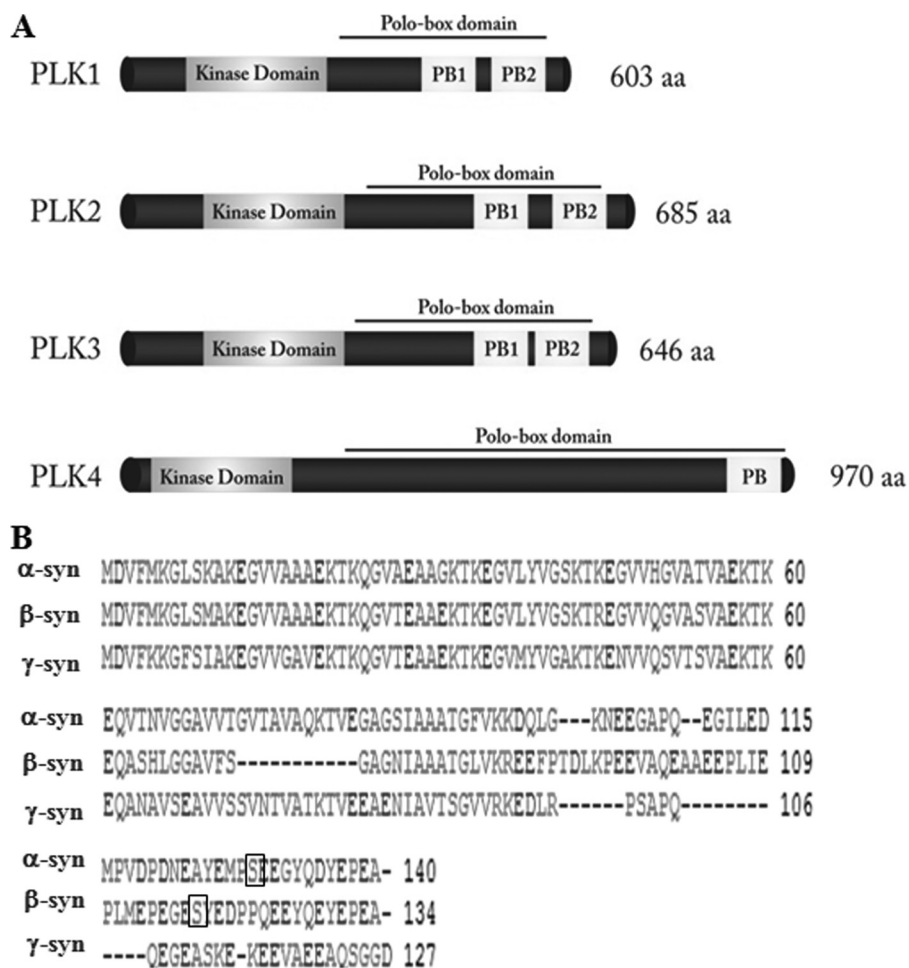 A
Polo-box domain
PLK1 Kinase Domain PB1 PB2 603 aa
Polo-box domain
PLK2 Kinase Domain PB1 PB2 685 aa
Polo-box domain
PLK3 Kinase Domain PB1 PB2 646 aa
Polo-box domain
PLK4 Kinase Domain PB 970 aa
B
α-syn MDVFMKGLSKAKEGVVAAAEKTKQGVAEAAGKTKEGVLYVGSKTKEGVVHGVATVAEKTK 60
β-syn MDVFMKGLSMAKEGVVAAAEKTKQGVTEAAEKTKEGVLYVGSKTREGVVQGVASVAEKTK 60
γ-syn MDVFKKGFSIAKEGVVGAVEKTKQGVTEAAEKTKEGVMYVGAKTKENVVQSVTSVAEKTK 60
α-syn EQVTNVGGAVVTGVTAVAQKTVEGAGSIAAATGFVKKDQLG---KNEEGAPQ--EGILED 115
β-syn EQASHLGGAVFS-----------GAGNIAAATGLVKREEFPTDLKPEEVAQEAAEEPLIE 109
γ-syn EQANAVSEAVVSSVNTVATKTVEEAENIAVTSGVVRKEDLR------PSAPQ-------- 106
α-syn MPVDPDNEAYEMPSEEGYQDYEPEA- 140
β-syn PLMEPEGESYEDPPQEEYQEYEPEA- 134
γ-syn ----QEGEASKE-KEEVAEEAQSGGD 127